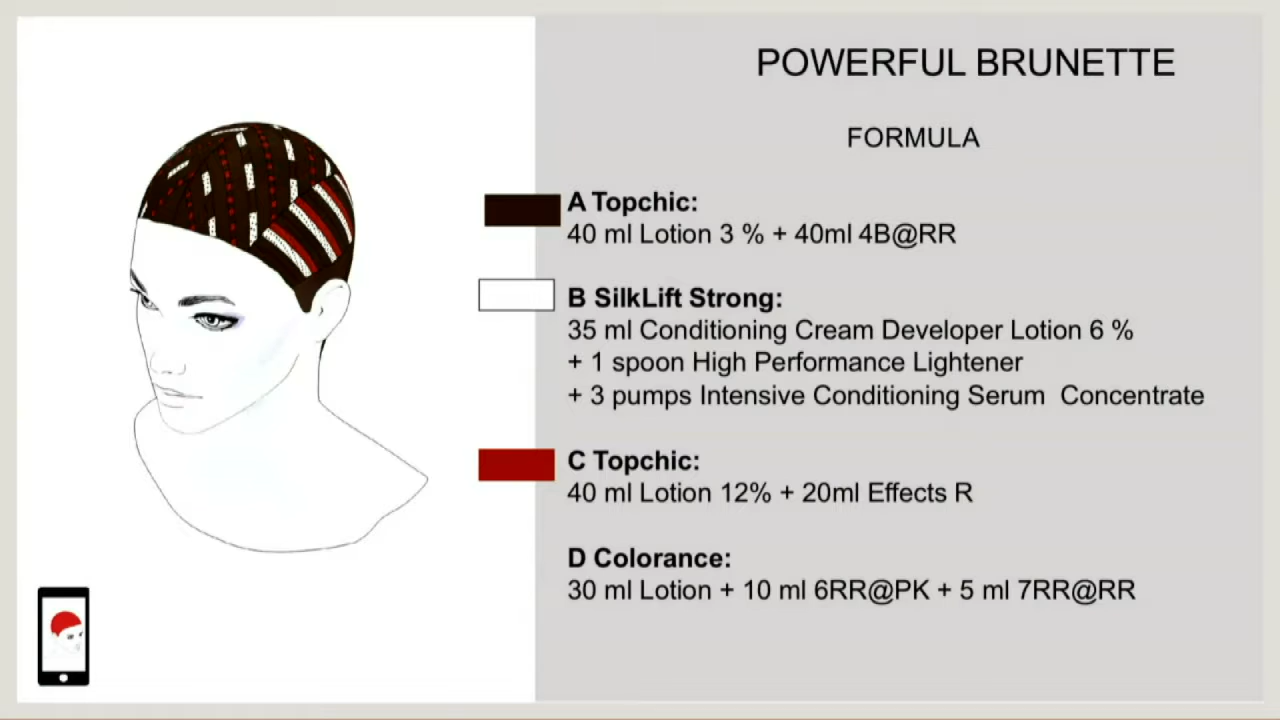 POWERFUL BRUNETTE
FORMULA
A Topchic:
40 ml Lotion 3 % + 40ml 4B@RR
B SilkLift Strong:
35 ml Conditioning Cream Developer Lotion 6 %
+ 1 spoon High Performance Lightener
+ 3 pumps Intensive Conditioning Serum  Concentrate
C Topchic:
40 ml Lotion 12% + 20ml Effects R
D Colorance:
30 ml Lotion + 10 ml 6RR@PK + 5 ml 7RR@RR